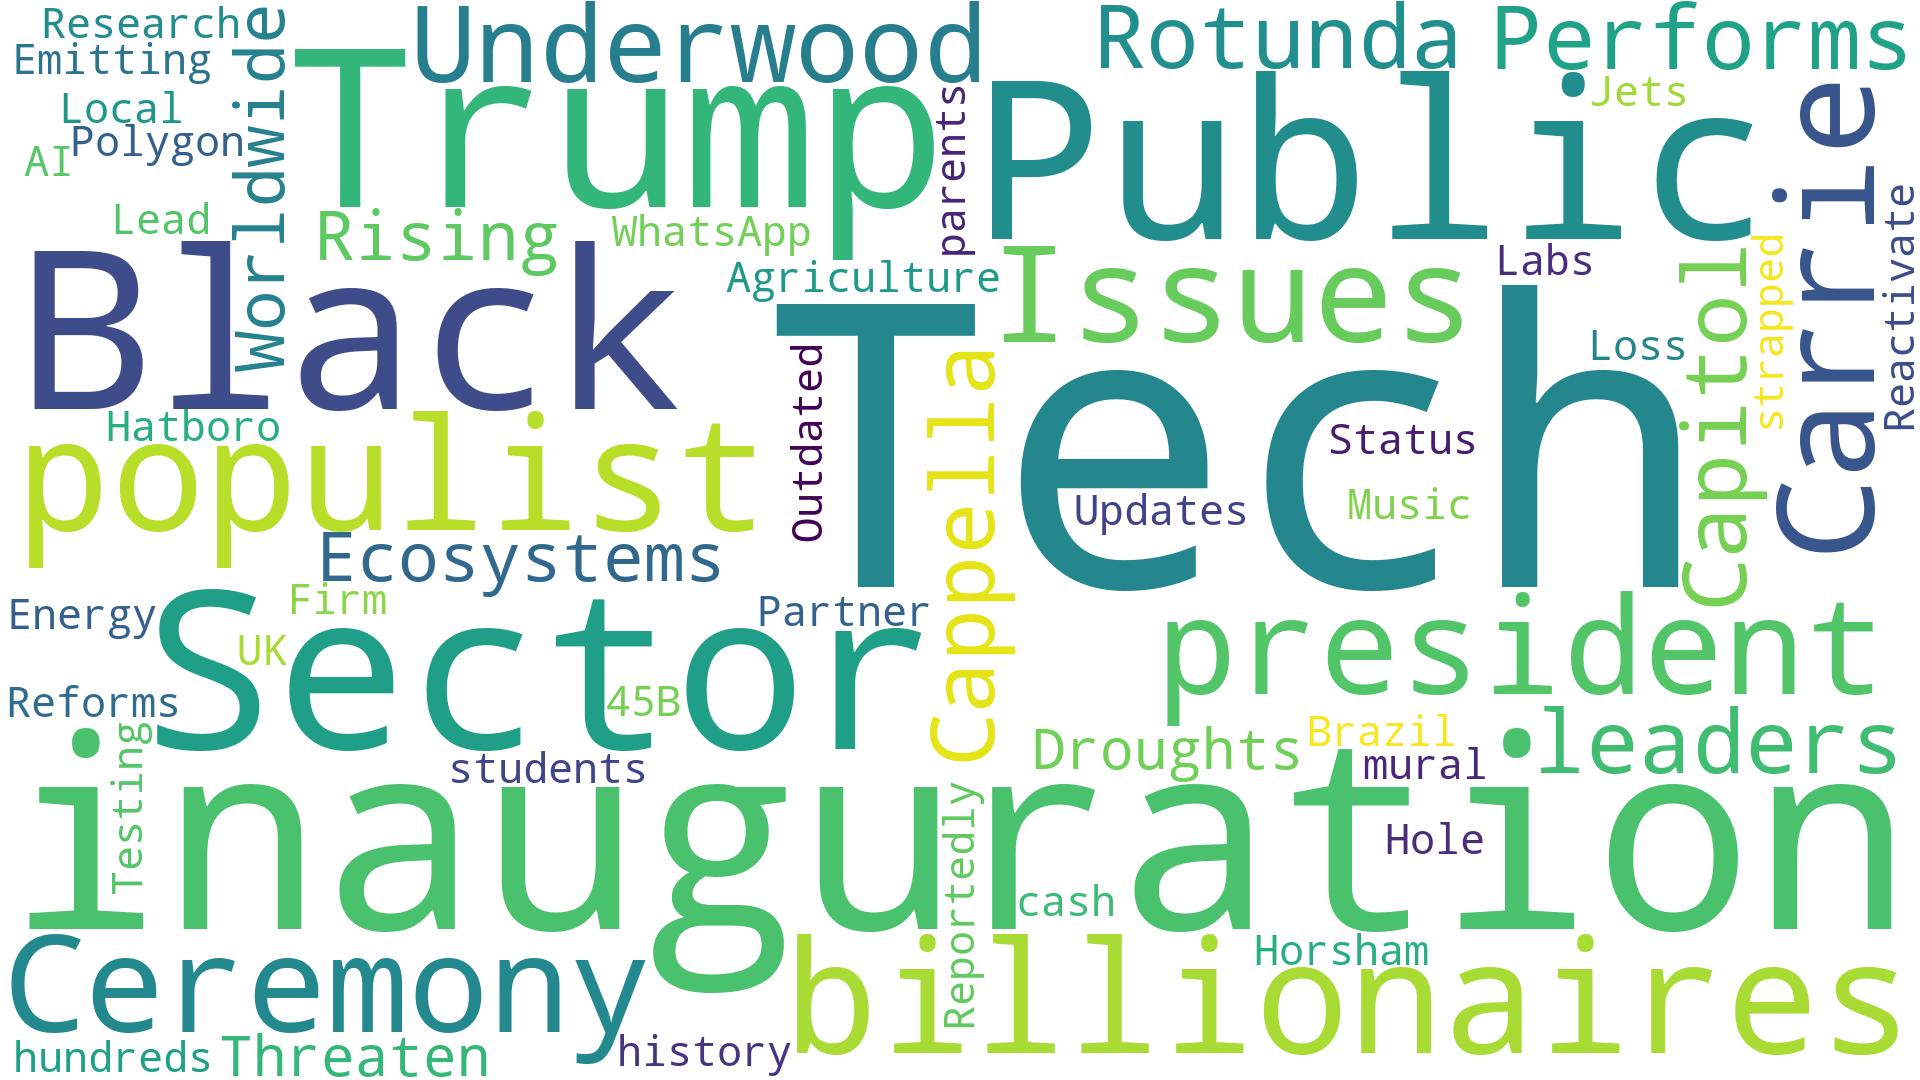 Research
Emitting
Local
Polygon
AI
Worldwide
Lead
Trump
Underwood
Rotunda
Performs
Jets
Public
parents
Carrie
Reactivate
Rising
WhatsApp
Agriculture
Issues
Labs
Black
Tech
Loss
Capitol
strapped
Hatboro
populist
Outdated
Cappella
Status
Updates
Music
Ecosystems
Energy
Firm
Partner
Sector
UK
president
Reforms
45B
Testing
students
Droughts
Brazil
leaders
mural
inauguration
Hole
Reportedly
cash
Ceremony
billionaires
Horsham
hundreds
Threaten
history